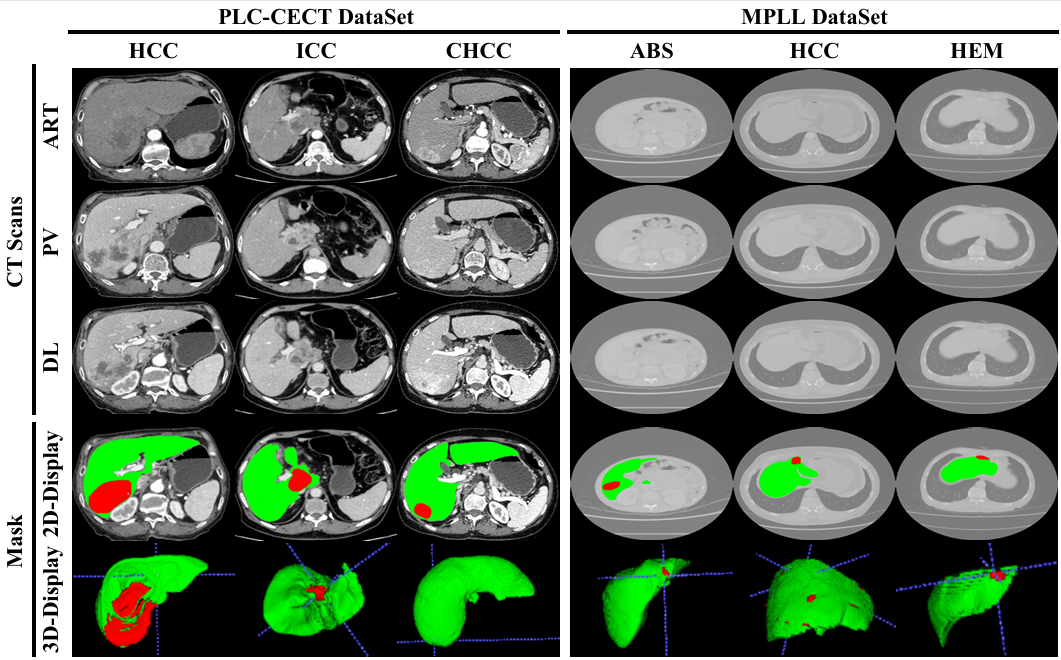 PLC-CECT DataSet
MPLL DataSet
HCC
ICC
CHCC
ABS
HCC
HEM
CT Scans
ART
PV
DL
Mask
2D-Display
3D-Display